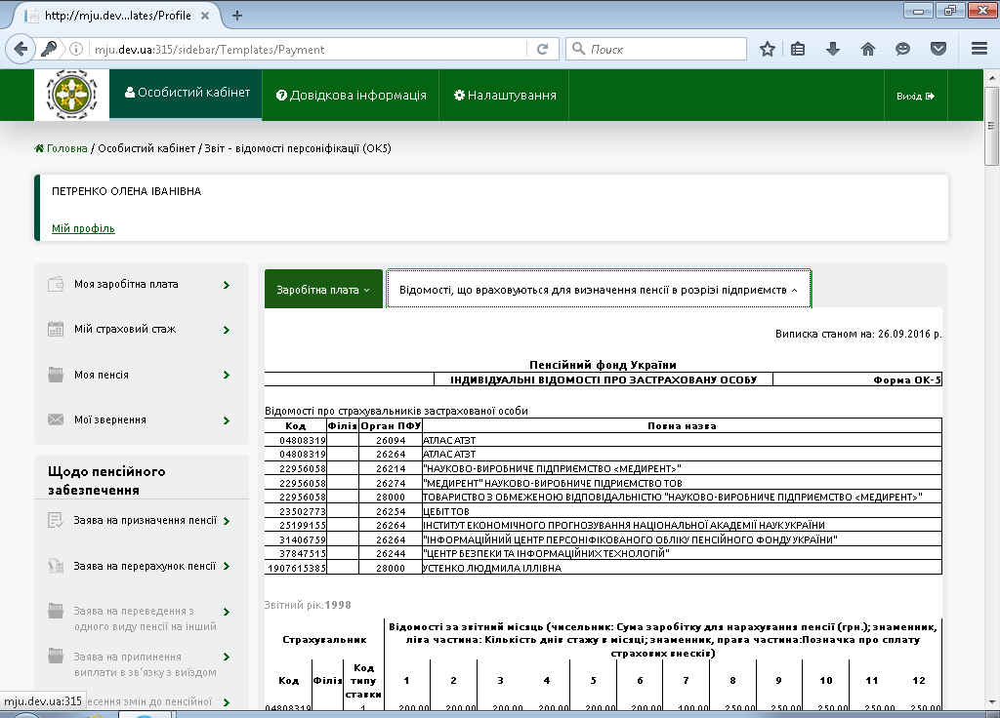 http://mju.dev...lates/Profile
mju.dev.ua:315/sidebar/Templates/Payment
Поиск
Особистий кабінет
Довідкова інформація
Налаштування
Вихід
Головна / Особистий кабінет / Звіт - відомості персоніфікації (ОК5)
ПЕТРЕНКО ОЛЕНА ІВАНІВНА
Мій профіль
Моя заробітна плата
Мій страховий стаж
Моя пенсія
Мої звернення
Щодо пенсійного
забезпечення
Заява на призначення пенсії
Заява на перерахунок пенсії
Заява на переведення з
одного виду пенсії на інший
Заява на припинення
виплати в зв'язку з виїздом
есення змін до пенсійної
mju.dev.ua:315
Заробітна плата
Відомості, що враховуються для визначення пенсії в розрізі підприємств
Виписка станом на: 26.09.2016 р.
Пенсійний фонд України
ІНДИВІДУАЛЬНІ ВІДОМОСТІ ПРО ЗАСТРАХОВАНУ ОСОБУ Форма ОК-5
Відомості про страхувальників застрахованої особи
Код Філія Орган ПФУ Повна назва
04808319 26094 АТЛАС АТЗТ
04808319 26264 АТЛАС АТЗТ
22956058 26214 "НАУКОВО-ВИРОБНИЧЕ ПІДПРИЄМСТВО <МЕДИРЕНТ>"
22956058 26274 "МЕДИРЕНТ" НАУКОВО-ВИРОБНИЧЕ ПІДРИЄМСТВО ТОВ
22956058 28000 ТОВАРИСТВО З ОБМЕЖЕНОЮ ВІДПОВІДАЛЬНІСТЮ "НАУКОВО-ВИРОБНИЧЕ ПІДПРИЄМСТВО <МЕДИРЕНТ>"
23502773 26254 ЦЕБІТ ТОВ
25199155 26264 ІНСТИТУТ ЕКОНОМІЧНОГО ПРОГНОЗУВАННЯ НАЦІОНАЛЬНОЇ АКАДЕМІЇ НАУК УКРАЇНИ
31406759 26264 "ІНФОРМАЦІЙНИЙ ЦЕНТР ПЕРСОНІФІКОВАНОГО ОБЛІКУ ПЕНСІЙНОГО ФОНДУ УКРАЇНИ"
37847515 26244 "ЦЕНТР БЕЗПЕКИ ТА ІНФОРМАЦІЙНИХ ТЕХНОЛОГІЙ"
1907615385 28000 УСТЕНКО ЛЮДМИЛА ІЛЛІВНА
Звітний рік:1998
Страхувальник
Відомості за звітний місяць (чисельник: Сума заробітку для нарахування пенсії (грн.); знаменник,
ліва частина: Кількість днів стажу в місяці; знаменник, права частина:Позначка про сплату
страхових внесків)
Код Філія Код типу ставки 1 2 3 4 5 6 7 8 9 10 11 12
04808319 1 200.00 200.00 200.00 200.00 200.00 200.00 100.00 250.00 250.00 250.00 250.00 250.00